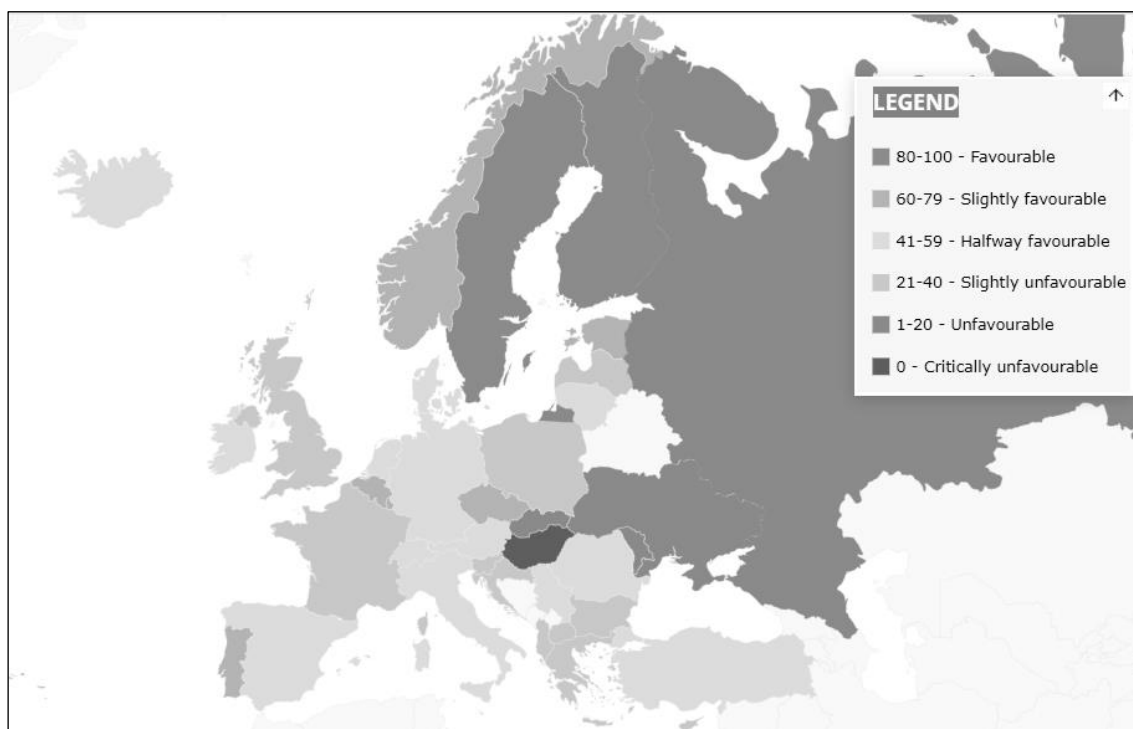 LEGEND
80-100 - Favourable
60-79 - Slightly favourable
41-59 - Halfway favourable
21-40 - Slightly unfavourable
1-20 - Unfavourable
0 - Critically unfavourable